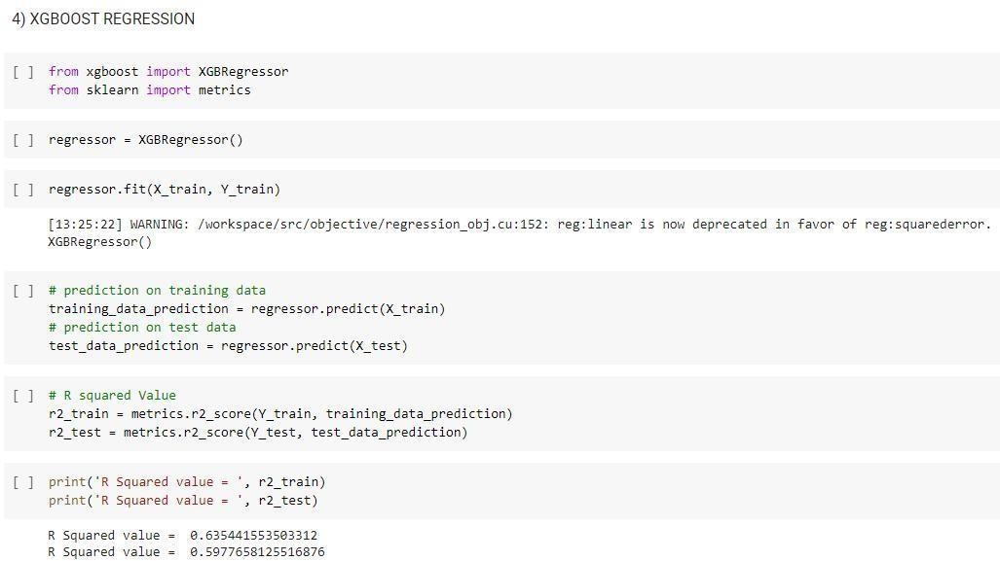 4) XGBOOST REGRESSION
[ ] from xgboost import XGBRegressor
from sklearn import metrics
[ ] regressor = XGBRegressor()
[ ] regressor.fit(X_train, Y_train)
[13:25:22] WARNING: /workspace/src/objective/regression_obj.cu:152: reg:linear is now deprecated in favor of reg:squarederror.
XGBRegressor()
[ ] # prediction on training data
training_data_prediction = regressor.predict(X_train)
# prediction on test data
test_data_prediction = regressor.predict(X_test)
[ ] # R squared Value
r2_train = metrics.r2_score(Y_train, training_data_prediction)
r2_test = metrics.r2_score(Y_test, test_data_prediction)
[ ] print('R Squared value = ', r2_train)
print('R Squared value = ', r2_test)
R Squared value =  0.635441553503312
R Squared value =  0.5977658125516876